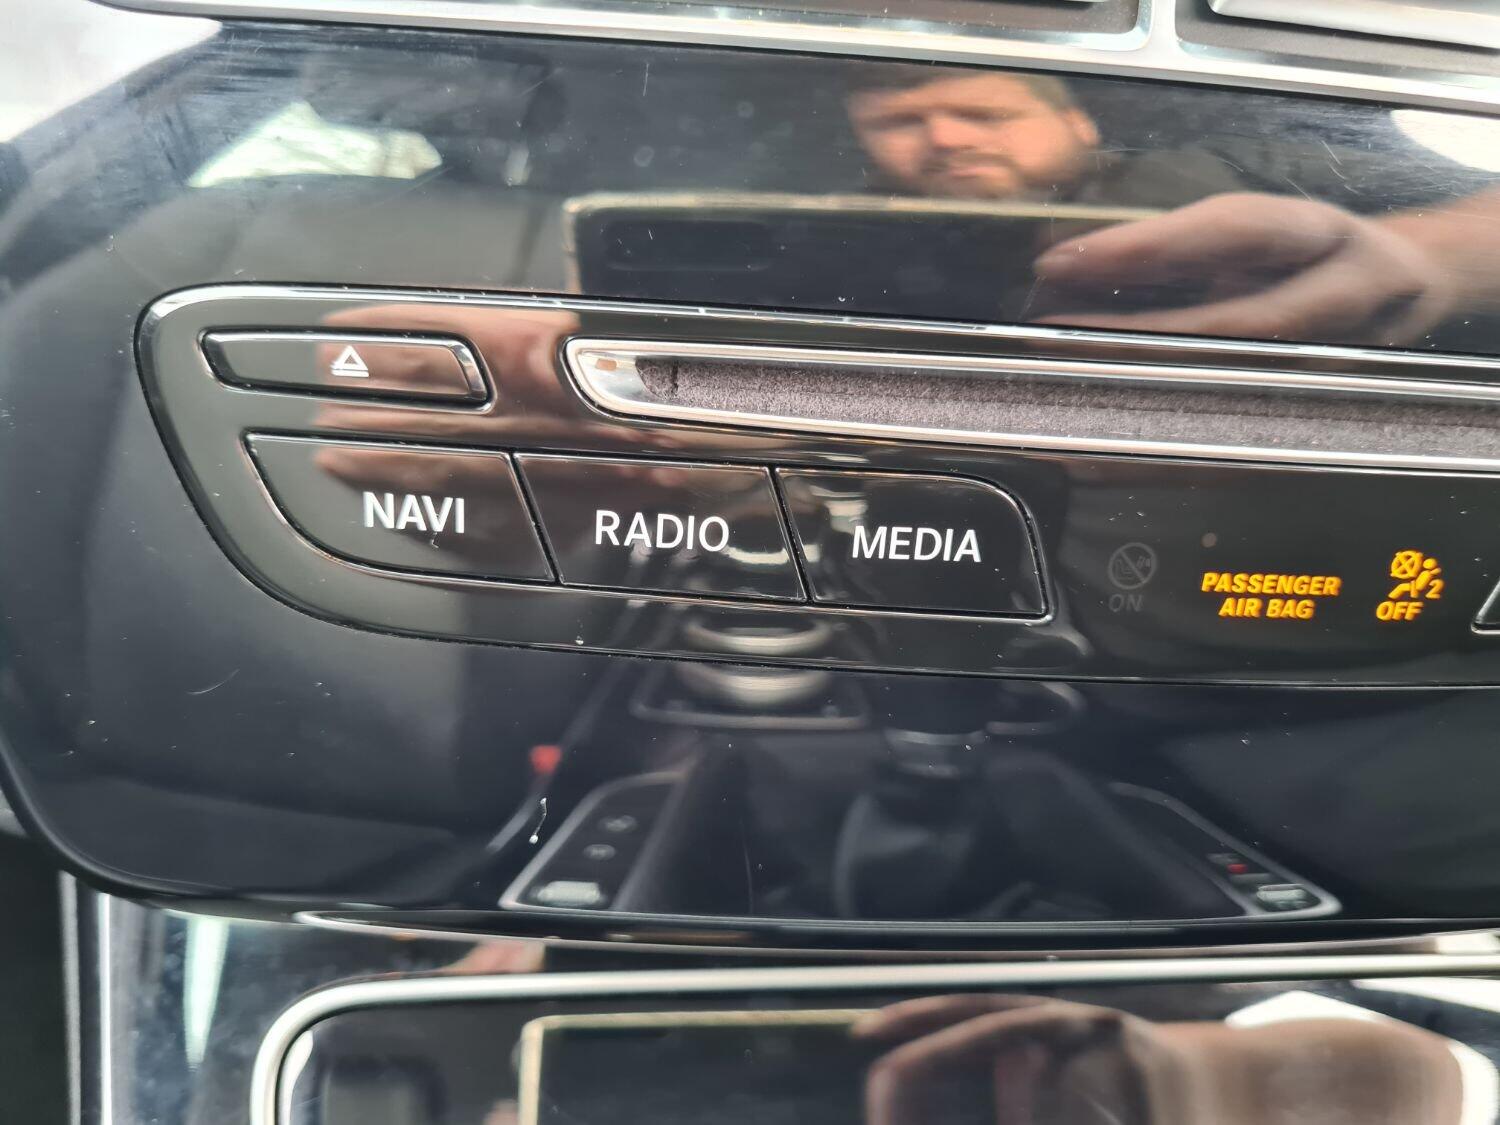 NAVI
RADIO
MEDIA
ON
PASSENGER
AIR BAG
2
OFF